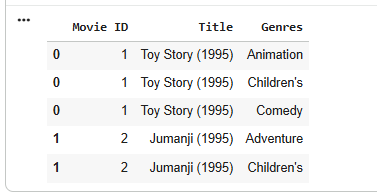 Movie ID Title Genres
0 1 Toy Story (1995) Animation
0 1 Toy Story (1995) Children's
0 1 Toy Story (1995) Comedy
1 2 Jumanji (1995) Adventure
1 2 Jumanji (1995) Children's